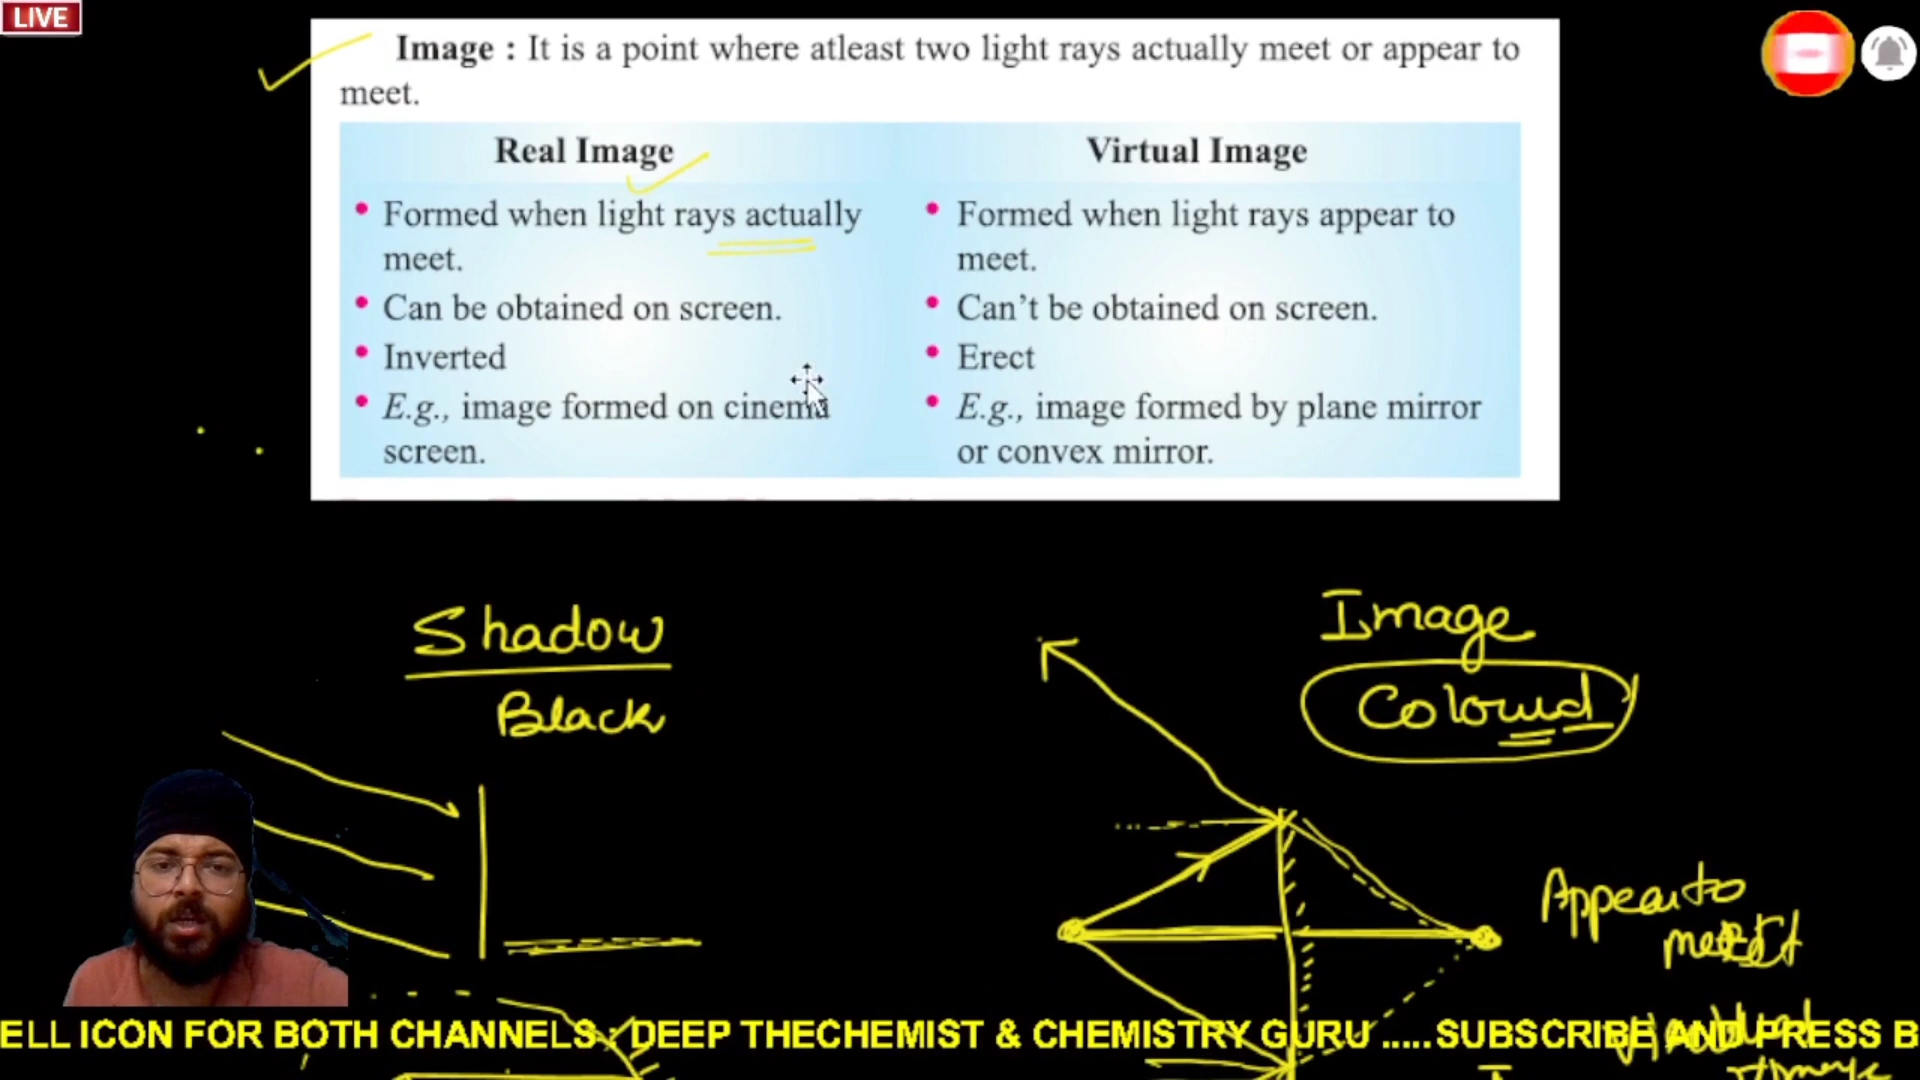 LIVE
Image : It is a point where atleast two light rays actually meet or appear to
meet.
Real Image
Formed when light rays actually
meet.
Can be obtained on screen.
Inverted
E.g., image formed on cinema
screen.
Virtual Image
Formed when light rays appear to
meet.
Can't be obtained on screen.
Erect
E.g., image formed by plane mirror
or convex mirror.
Shadow
Black
Image
Coloured
Appear to
meet
ELL ICON FOR BOTH CHANNELS : DEEP THECHEMIST & CHEMISTRY GURU .....SUBSCRIBE AND PRESS B